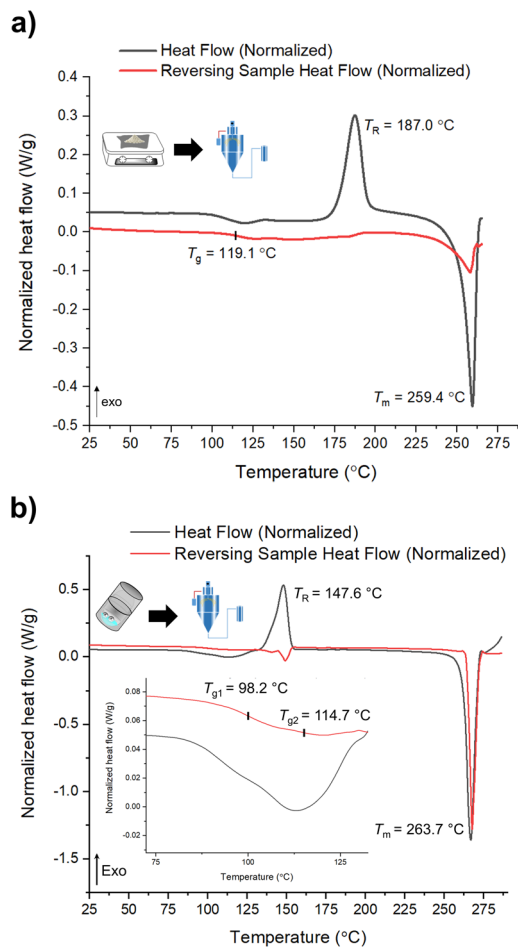 a)
Heat Flow (Normalized)
Reversing Sample Heat Flow (Normalized)
0.4
0.3
0.2
0.1
0.0
-0.1
-0.2
-0.3
-0.4
-0.5
Normalized heat flow (W/g)
T_R = 187.0 °C
T_g = 119.1 °C
T_m = 259.4 °C
exo
25 50 75 100 125 150 175 200 225 250 275
Temperature (°C)
b)
Heat Flow (Normalized)
Reversing Sample Heat Flow (Normalized)
0.5
0.0
-0.5
-1.0
-1.5
Normalized heat flow (W/g)
T_R = 147.6 °C
T_g1 = 98.2 °C
T_g2 = 114.7 °C
0.08
0.06
0.04
0.02
0.00
-0.02
Normalized heat flow (W/g)
75 100 125
Temperature (°C)
T_m = 263.7 °C
Exo
25 50 75 100 125 150 175 200 225 250 275
Temperature (°C)